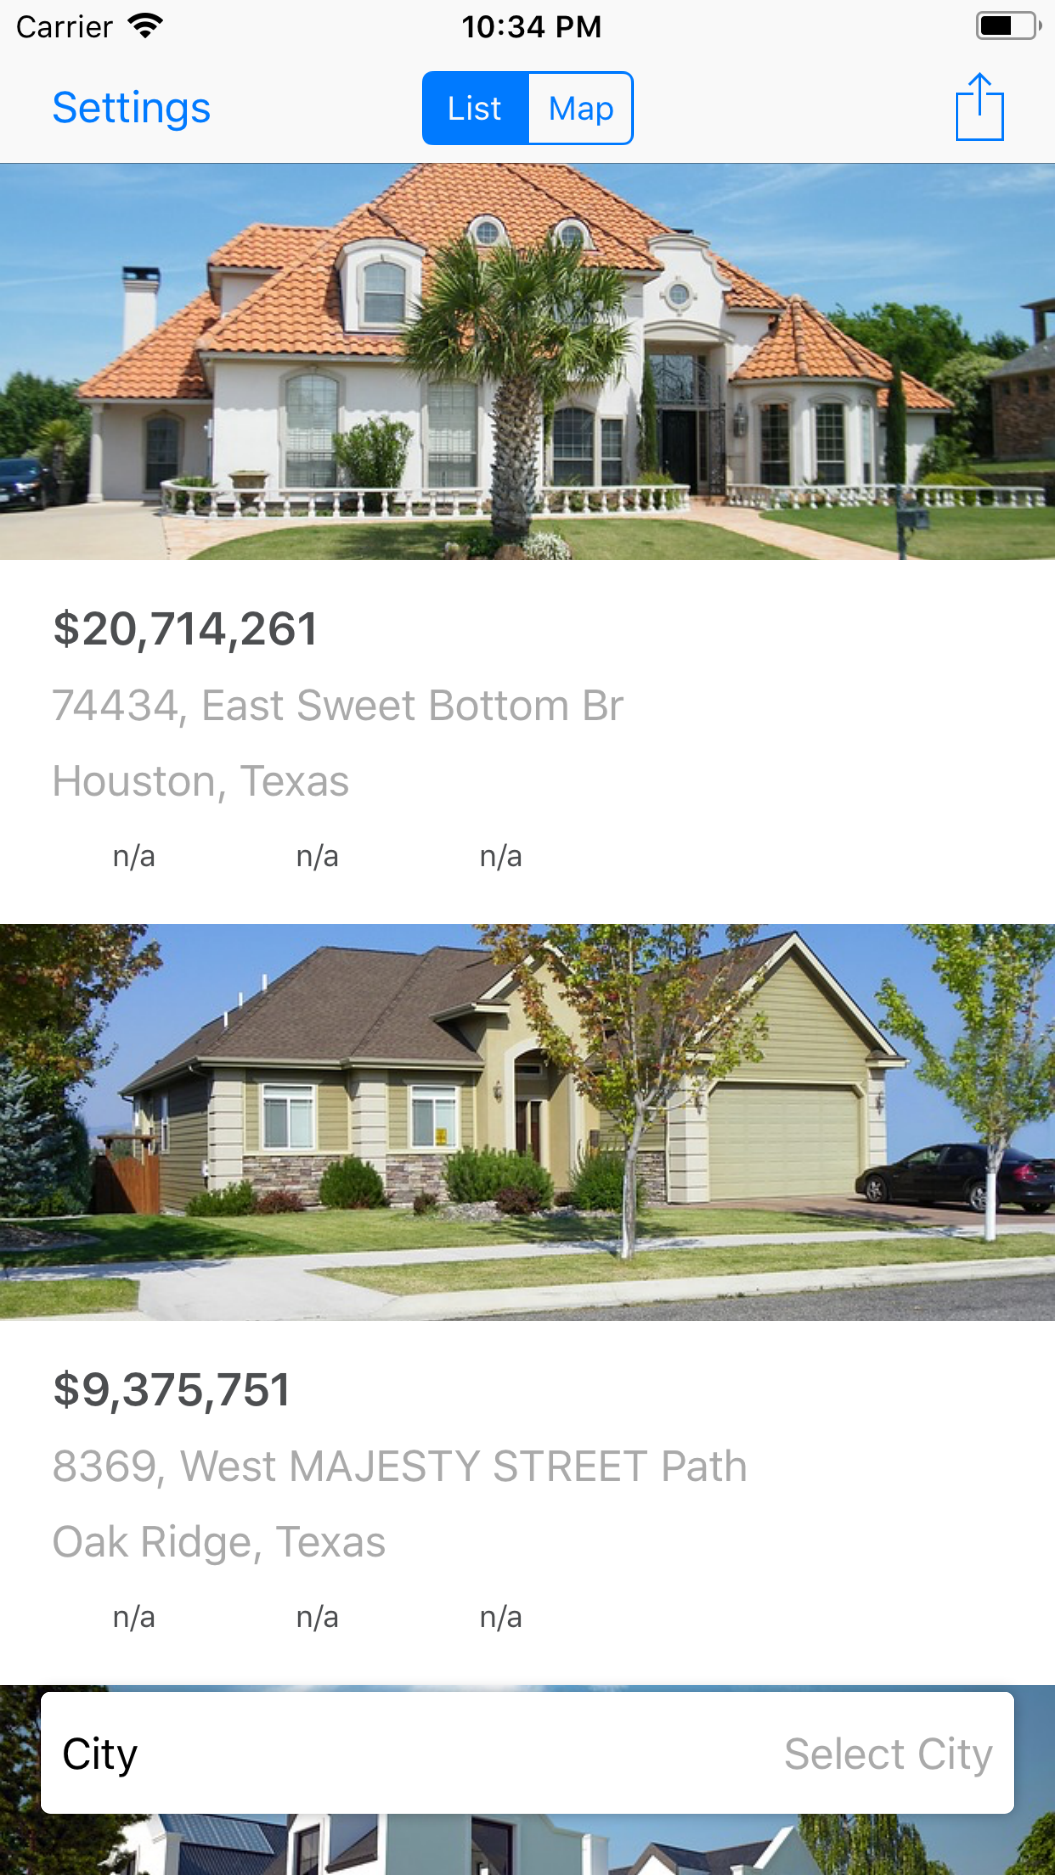 Carrier 10:34 PM
Settings List Map
$20,714,261
74434, East Sweet Bottom Br
Houston, Texas
n/a n/a n/a
$9,375,751
8369, West MAJESTY STREET Path
Oak Ridge, Texas
n/a n/a n/a
City Select City